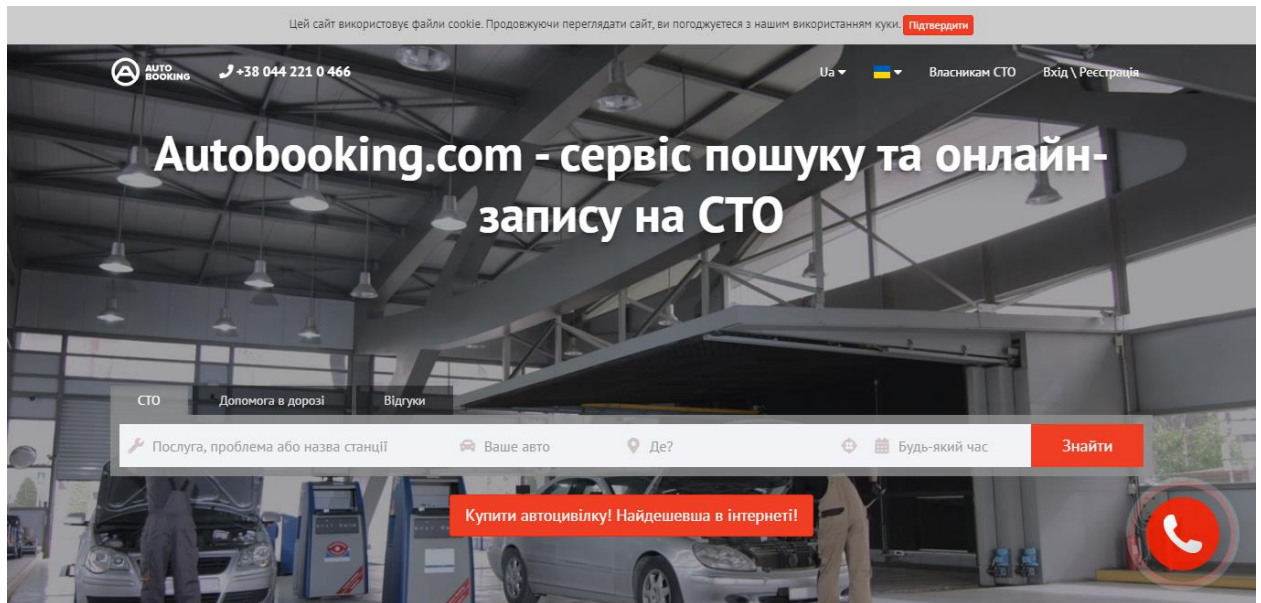 Цей сайт використовує файли cookie. Продовжуючи переглядати сайт, ви погоджуєтеся з нашим використанням куки. Підтвердити
AUTO
BOOKING
+38 044 221 0 466
Ua
Власникам СТО
Вхід \ Реєстрація
Autobooking.com - сервіс пошуку та онлайн-
запису на СТО
СТО
Допомога в дорозі
Відгуки
Послуга, проблема або назва станції
Ваше авто
Де?
Будь-який час
Знайти
Купити автоцивілку! Найдешевша в інтернеті!